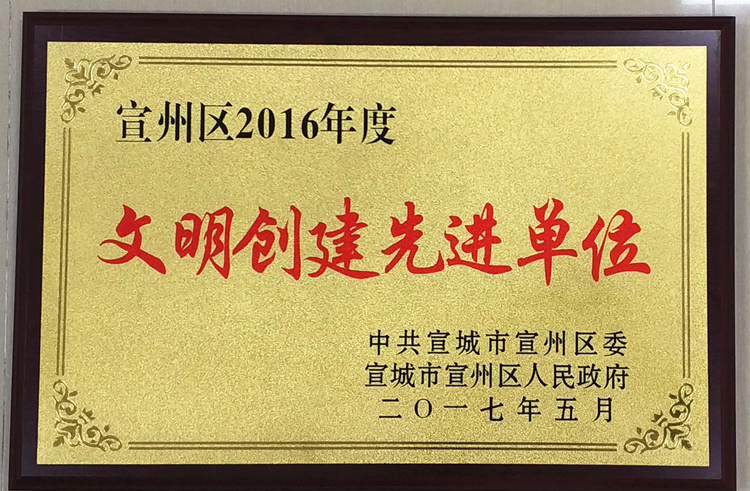 宣州区2016年度
文明创建先进单位
中共宣城市宣州区委
宣城市宣州区人民政府
二〇一七年五月